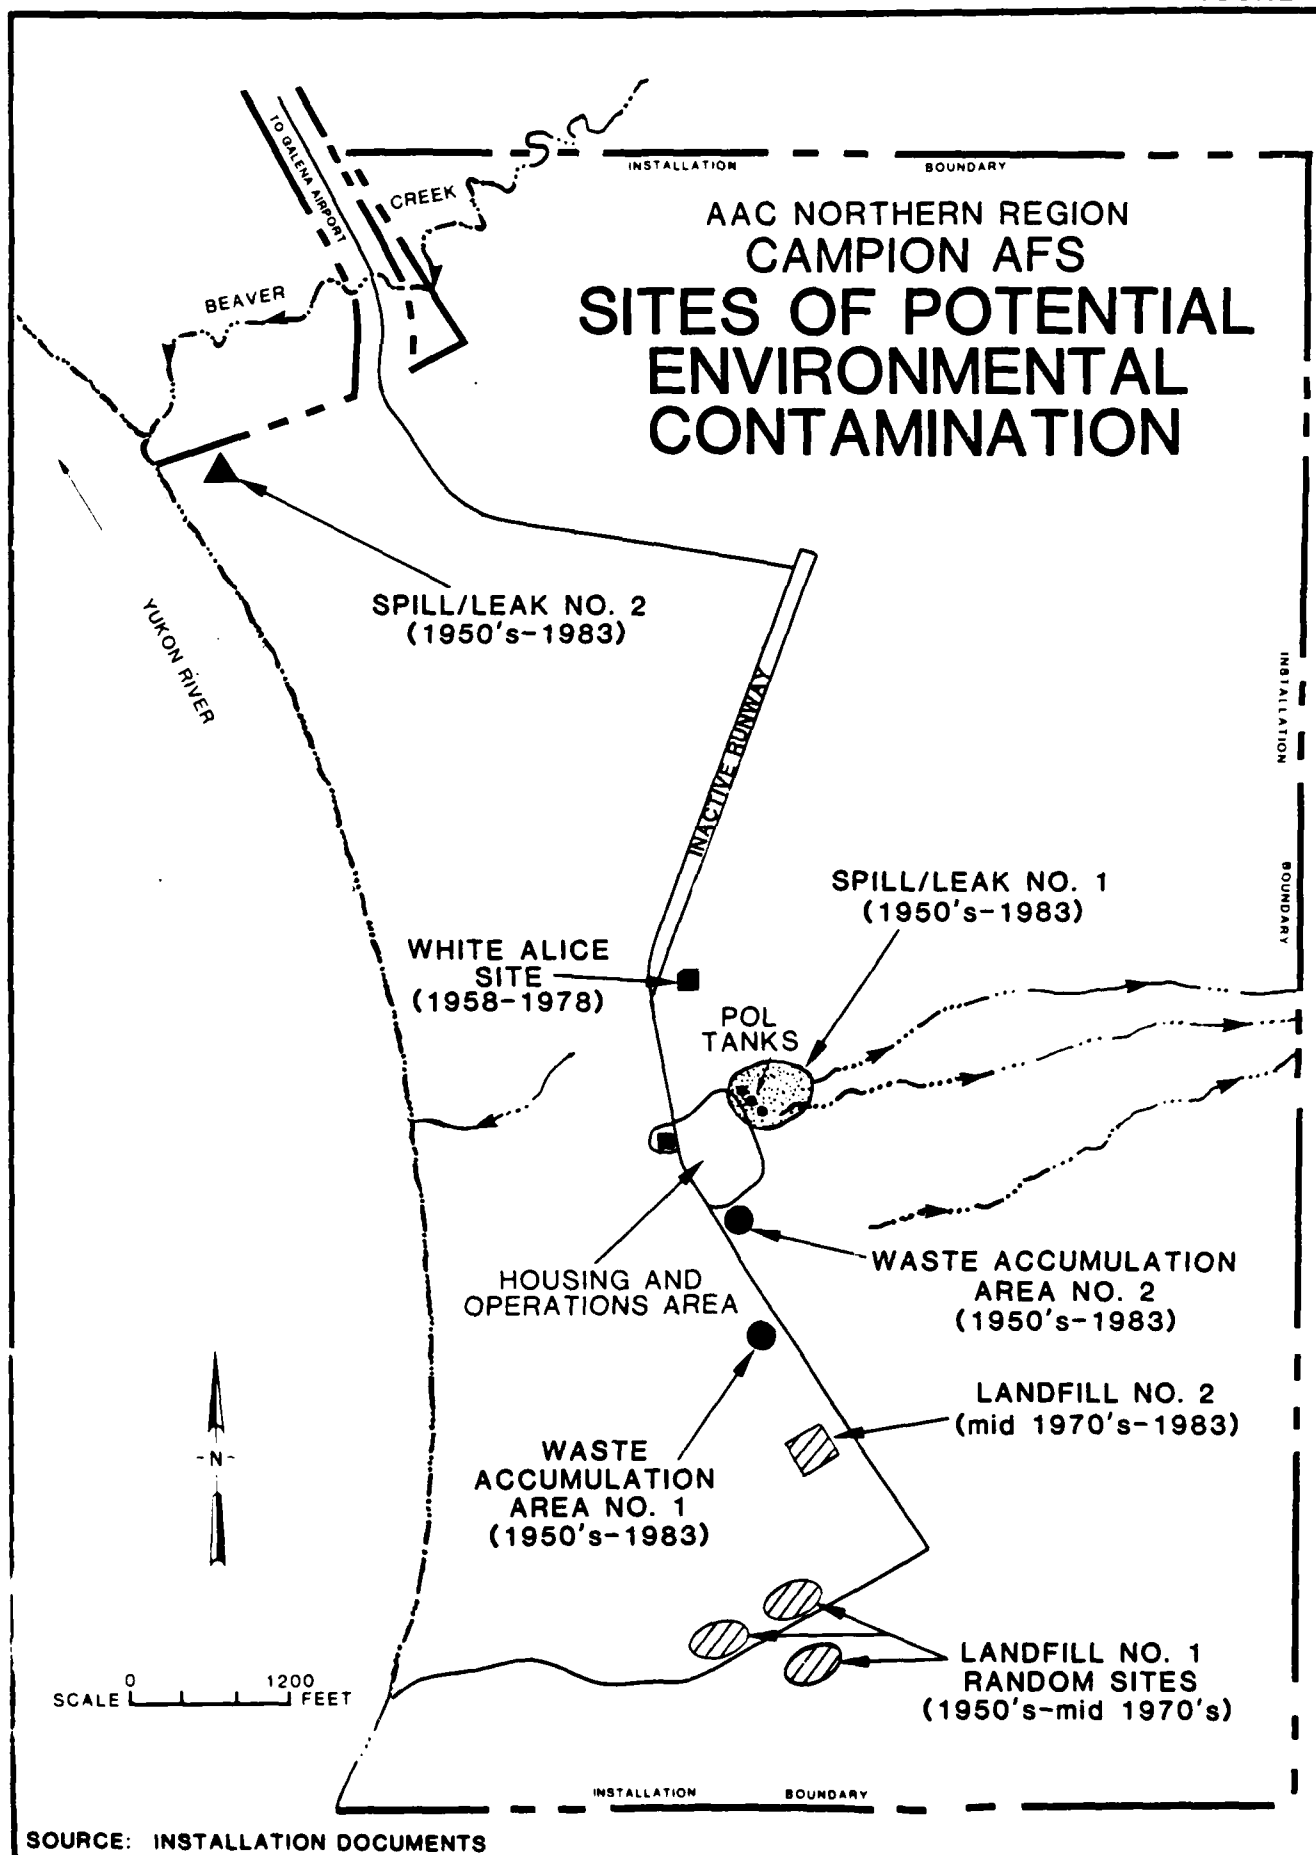 INSTALLATION BOUNDARY
AAC NORTHERN REGION
CAMPION AFS
SITES OF POTENTIAL
ENVIRONMENTAL
CONTAMINATION
TO GALENA AIRPORT
CREEK
BEAVER
YUKON RIVER
SPILL/LEAK NO. 2
(1950's-1983)
INACTIVE RUNWAY
INSTALLATION
BOUNDARY
SPILL/LEAK NO. 1
(1950's-1983)
WHITE ALICE
SITE
(1958-1978)
POL
TANKS
HOUSING AND
OPERATIONS AREA
WASTE ACCUMULATION
AREA NO. 2
(1950's-1983)
LANDFILL NO. 2
(mid 1970's-1983)
WASTE
ACCUMULATION
AREA NO. 1
(1950's-1983)
-N-
LANDFILL NO. 1
RANDOM SITES
(1950's-mid 1970's)
0 1200
SCALE FEET
INSTALLATION BOUNDARY
SOURCE: INSTALLATION DOCUMENTS